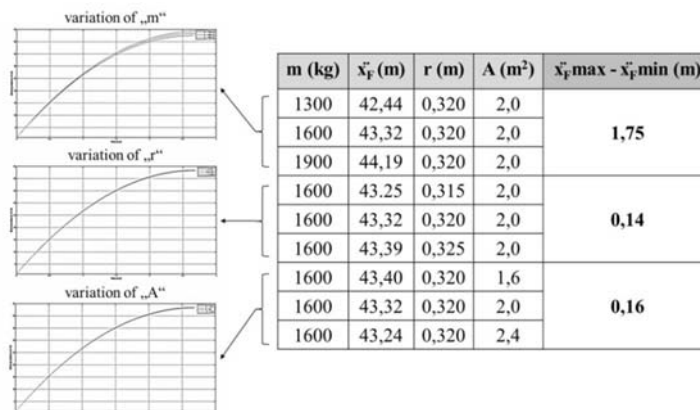 variation of „m“
variation of „r“
variation of „A“
m (kg) ẍF (m) r (m) A (m²) ẍFmax - ẍFmin (m)
1300 42,44 0,320 2,0
1600 43,32 0,320 2,0 1,75
1900 44,19 0,320 2,0
1600 43.25 0,315 2,0
1600 43,32 0,320 2,0 0,14
1600 43,39 0,325 2,0
1600 43,40 0,320 1,6
1600 43,32 0,320 2,0 0,16
1600 43,24 0,320 2,4